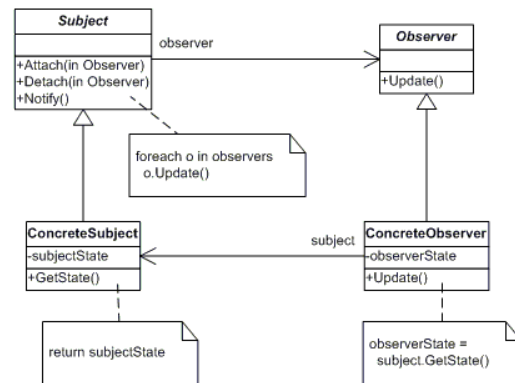 Subject
+Attach(in Observer)
+Detach(in Observer)
+Notify()
observer
Observer
+Update()
foreach o in observers
o.Update()
ConcreteSubject
-subjectState
+GetState()
subject
ConcreteObserver
-observerState
+Update()
return subjectState
observerState =
subject.GetState()